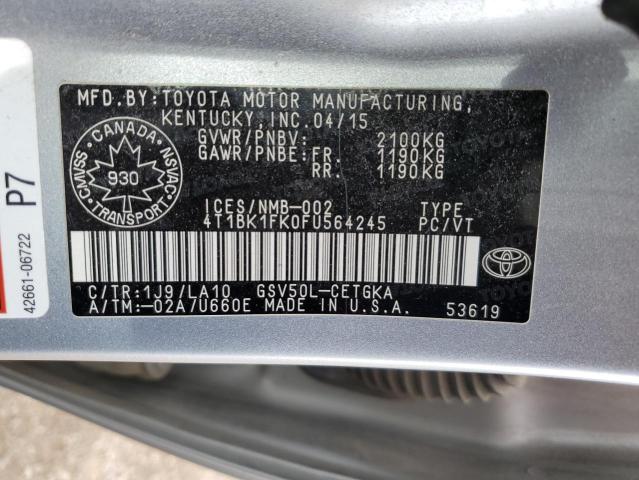 MFD.BY:TOYOTA MOTOR MANUFACTURING,
KENTUCKY,INC.04/15
GVWR/PNBV: 2100KG
GAWR/PNBE:FR. 1190KG
RR. 1190KG
CANADA
CMVSS NSVAC
930
TRANSPORT
ICES/NMB-002 TYPE
4T1BK1FK0FU564245 PC/VT
C/TR:1J9/LA10 GSV50L-CETGKA
A/TM:-02A/U660E MADE IN U.S.A. 53619
TOYOTA
P7
42661-06722